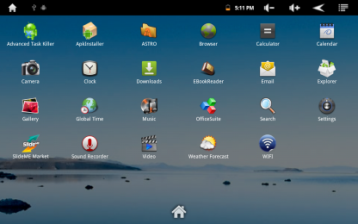 5:11 PM
Advanced Task Killer
ApkInstaller
ASTRO
Browser
Calculator
Calendar
Camera
Clock
Downloads
EBookReader
Email
Explorer
Gallery
Global Time
Music
OfficeSuite
Search
Settings
Slide
SlideME Market
Sound Recorder
Video
Weather Forecast
WIFI